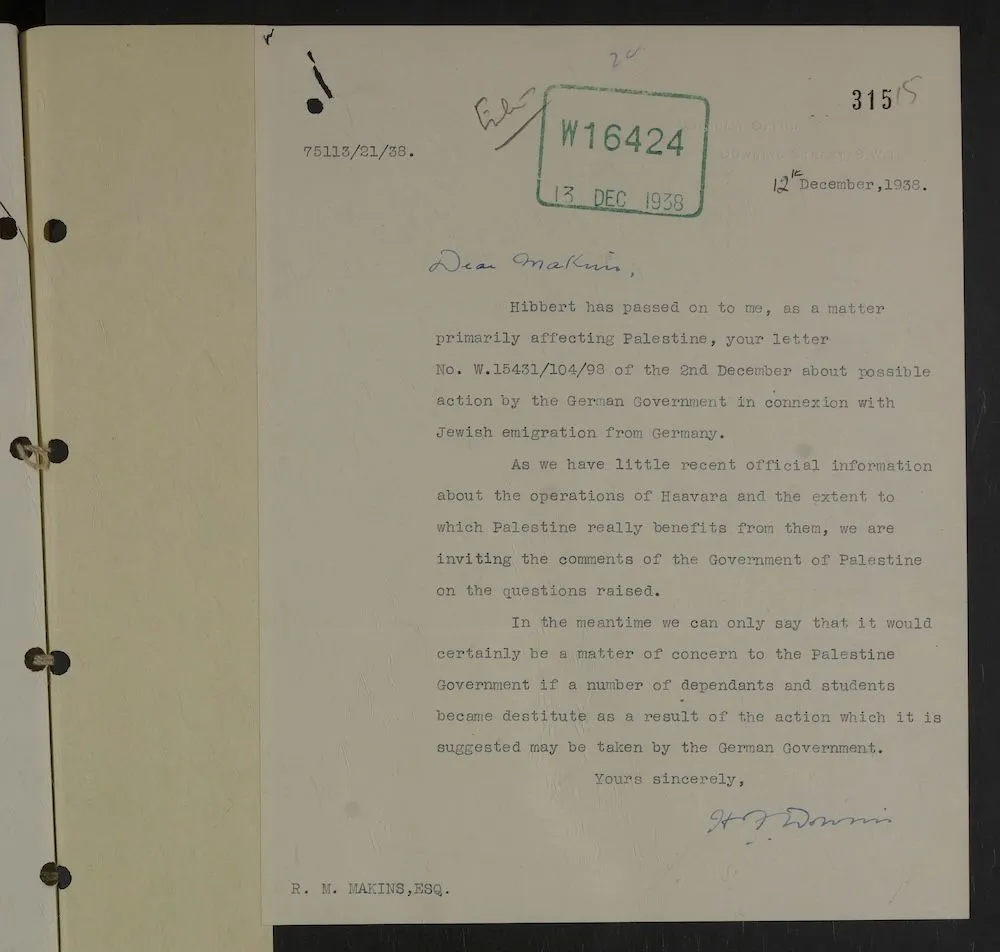 315
75113/21/38.
W16424
13 DEC 1938
12th December,1938.
Dear Makins,
Hibbert has passed on to me, as a matter
primarily affecting Palestine, your letter
No. W.15431/104/98 of the 2nd December about possible
action by the German Government in connexion with
Jewish emigration from Germany.
As we have little recent official information
about the operations of Haavara and the extent to
which Palestine really benefits from them, we are
inviting the comments of the Government of Palestine
on the questions raised.
In the meantime we can only say that it would
certainly be a matter of concern to the Palestine
Government if a number of dependants and students
became destitute as a result of the action which it is
suggested may be taken by the German Government.
Yours sincerely,
H F Downie
R. M. MAKINS,ESQ.